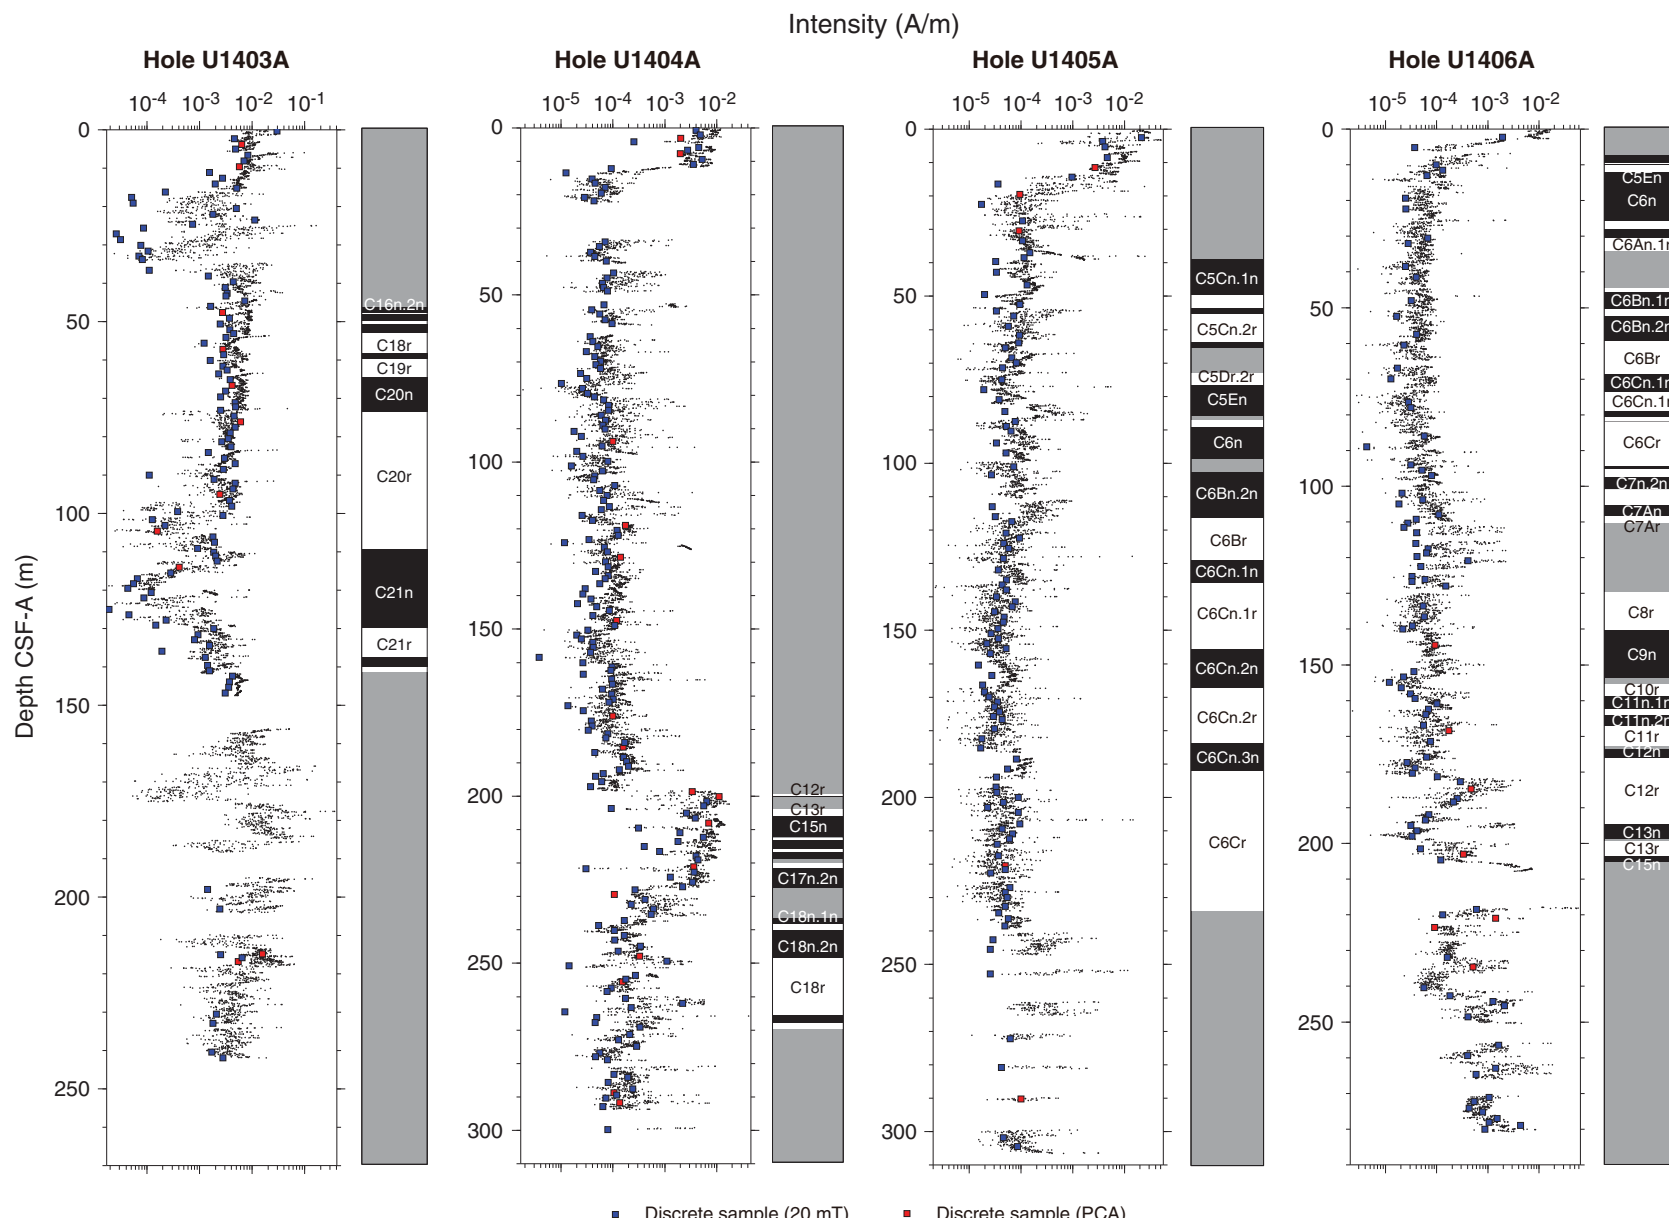 Intensity (A/m)
Hole U1403A
Hole U1404A
Hole U1405A
Hole U1406A
10-4 10-3 10-2 10-1
10-5 10-4 10-3 10-2
10-5 10-4 10-3 10-2
10-5 10-4 10-3 10-2
Depth CSF-A (m)
0
50
100
150
200
250
C16n.2n
C18r
C19r
C20n
C20r
C21n
C21r
0
50
100
150
200
250
300
C12r
C13r
C15n
C17n.2n
C18n.1n
C18n.2n
C18r
0
50
100
150
200
250
300
C5Cn.1n
C5Cn.2r
C5Dr.2r
C5En
C6n
C6Bn.2n
C6Br
C6Cn.1n
C6Cn.1r
C6Cn.2n
C6Cn.2r
C6Cn.3n
C6Cr
0
50
100
150
200
250
C5En
C6n
C6An.1r
C6Bn.1r
C6Bn.2r
C6Br
C6Cn.1r
C6Cn.1r
C6Cr
C7n.2n
C7An
C7Ar
C8r
C9n
C10r
C11n.1r
C11n.2r
C11r
C12n
C12r
C13n
C13r
C15n
Discrete sample (20 mT)
Discrete sample (PCA)